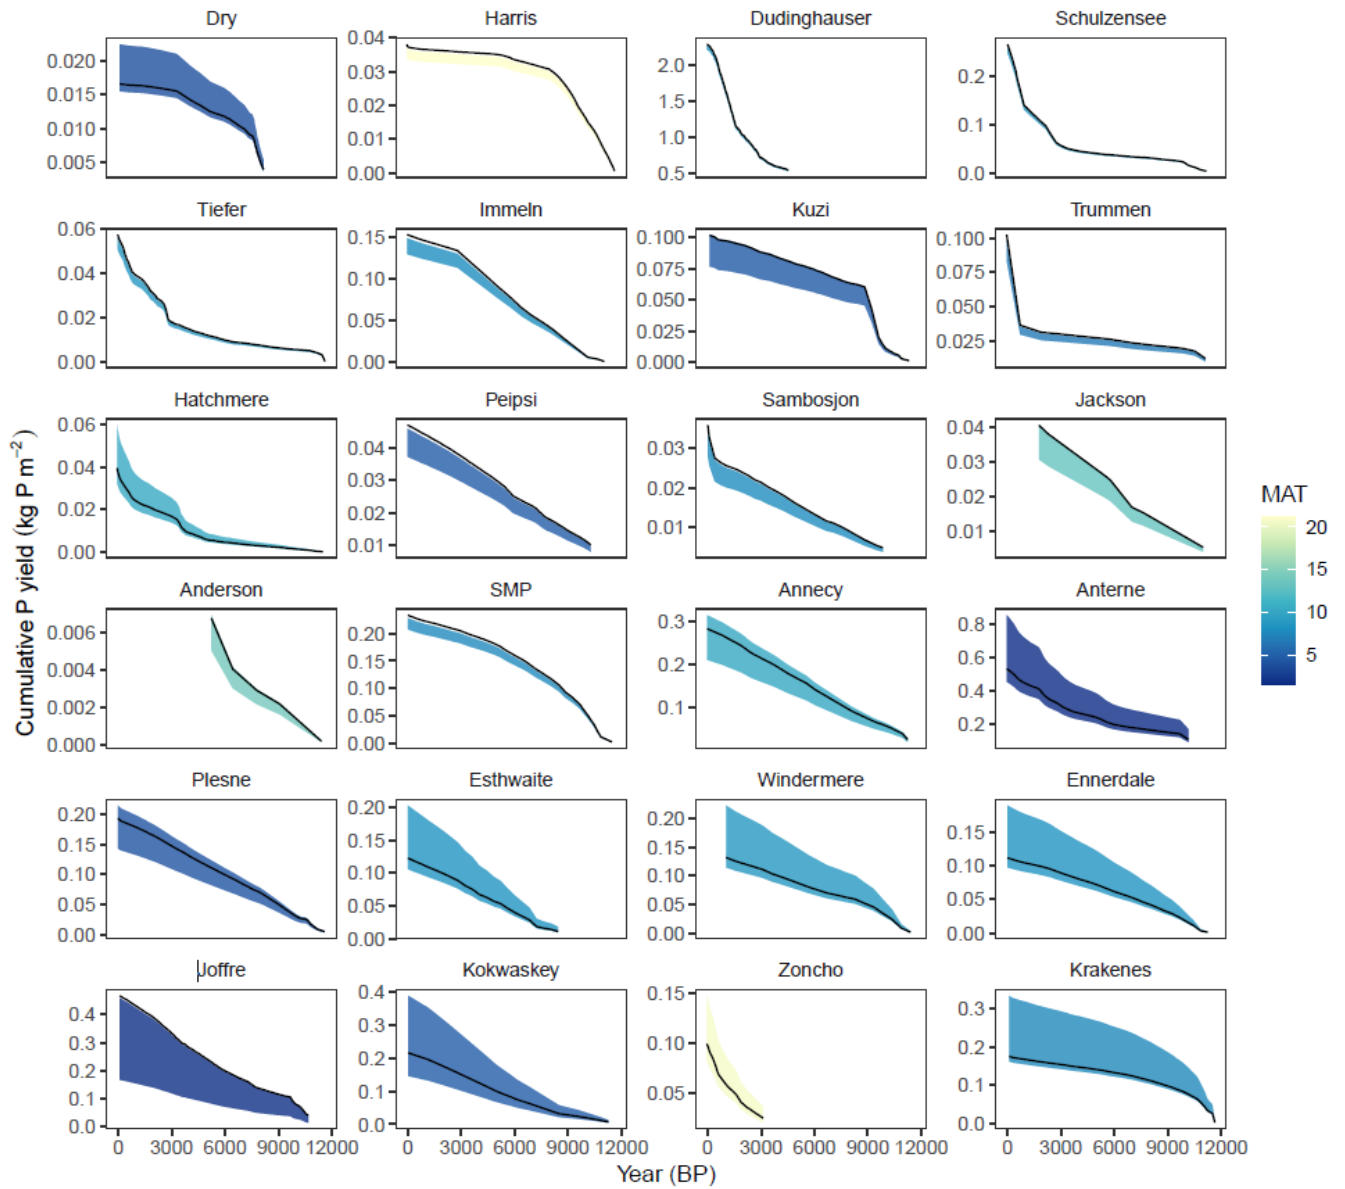 Dry Harris Dudinghauser Schulzensee
0.020 0.015 0.010 0.005
0.04 0.03 0.02 0.01 0.00
2.0 1.5 1.0 0.5
0.2 0.1 0.0
Tiefer Immeln Kuzi Trummen
0.06 0.04 0.02 0.00
0.15 0.10 0.05 0.00
0.100 0.075 0.050 0.025 0.000
0.100 0.075 0.050 0.025
Hatchmere Peipsi Sambosjon Jackson
0.06 0.04 0.02 0.00
0.04 0.03 0.02 0.01
0.03 0.02 0.01
0.04 0.03 0.02 0.01
Anderson SMP Annecy Anterne
0.006 0.004 0.002 0.000
0.20 0.15 0.10 0.05 0.00
0.3 0.2 0.1
0.8 0.6 0.4 0.2
Plesne Esthwaite Windermere Ennerdale
0.20 0.15 0.10 0.05 0.00
0.20 0.15 0.10 0.05 0.00
0.20 0.15 0.10 0.05 0.00
0.15 0.10 0.05 0.00
Joffre Kokwaskey Zoncho Krakenes
0.4 0.3 0.2 0.1 0.0
0.4 0.3 0.2 0.1 0.0
0.15 0.10 0.05
0.3 0.2 0.1 0.0
0 3000 6000 9000 12000 0 3000 6000 9000 12000 0 3000 6000 9000 12000 0 3000 6000 9000 12000
Year (BP)
Cumulative P yield (kg P m⁻²)
MAT
20
15
10
5